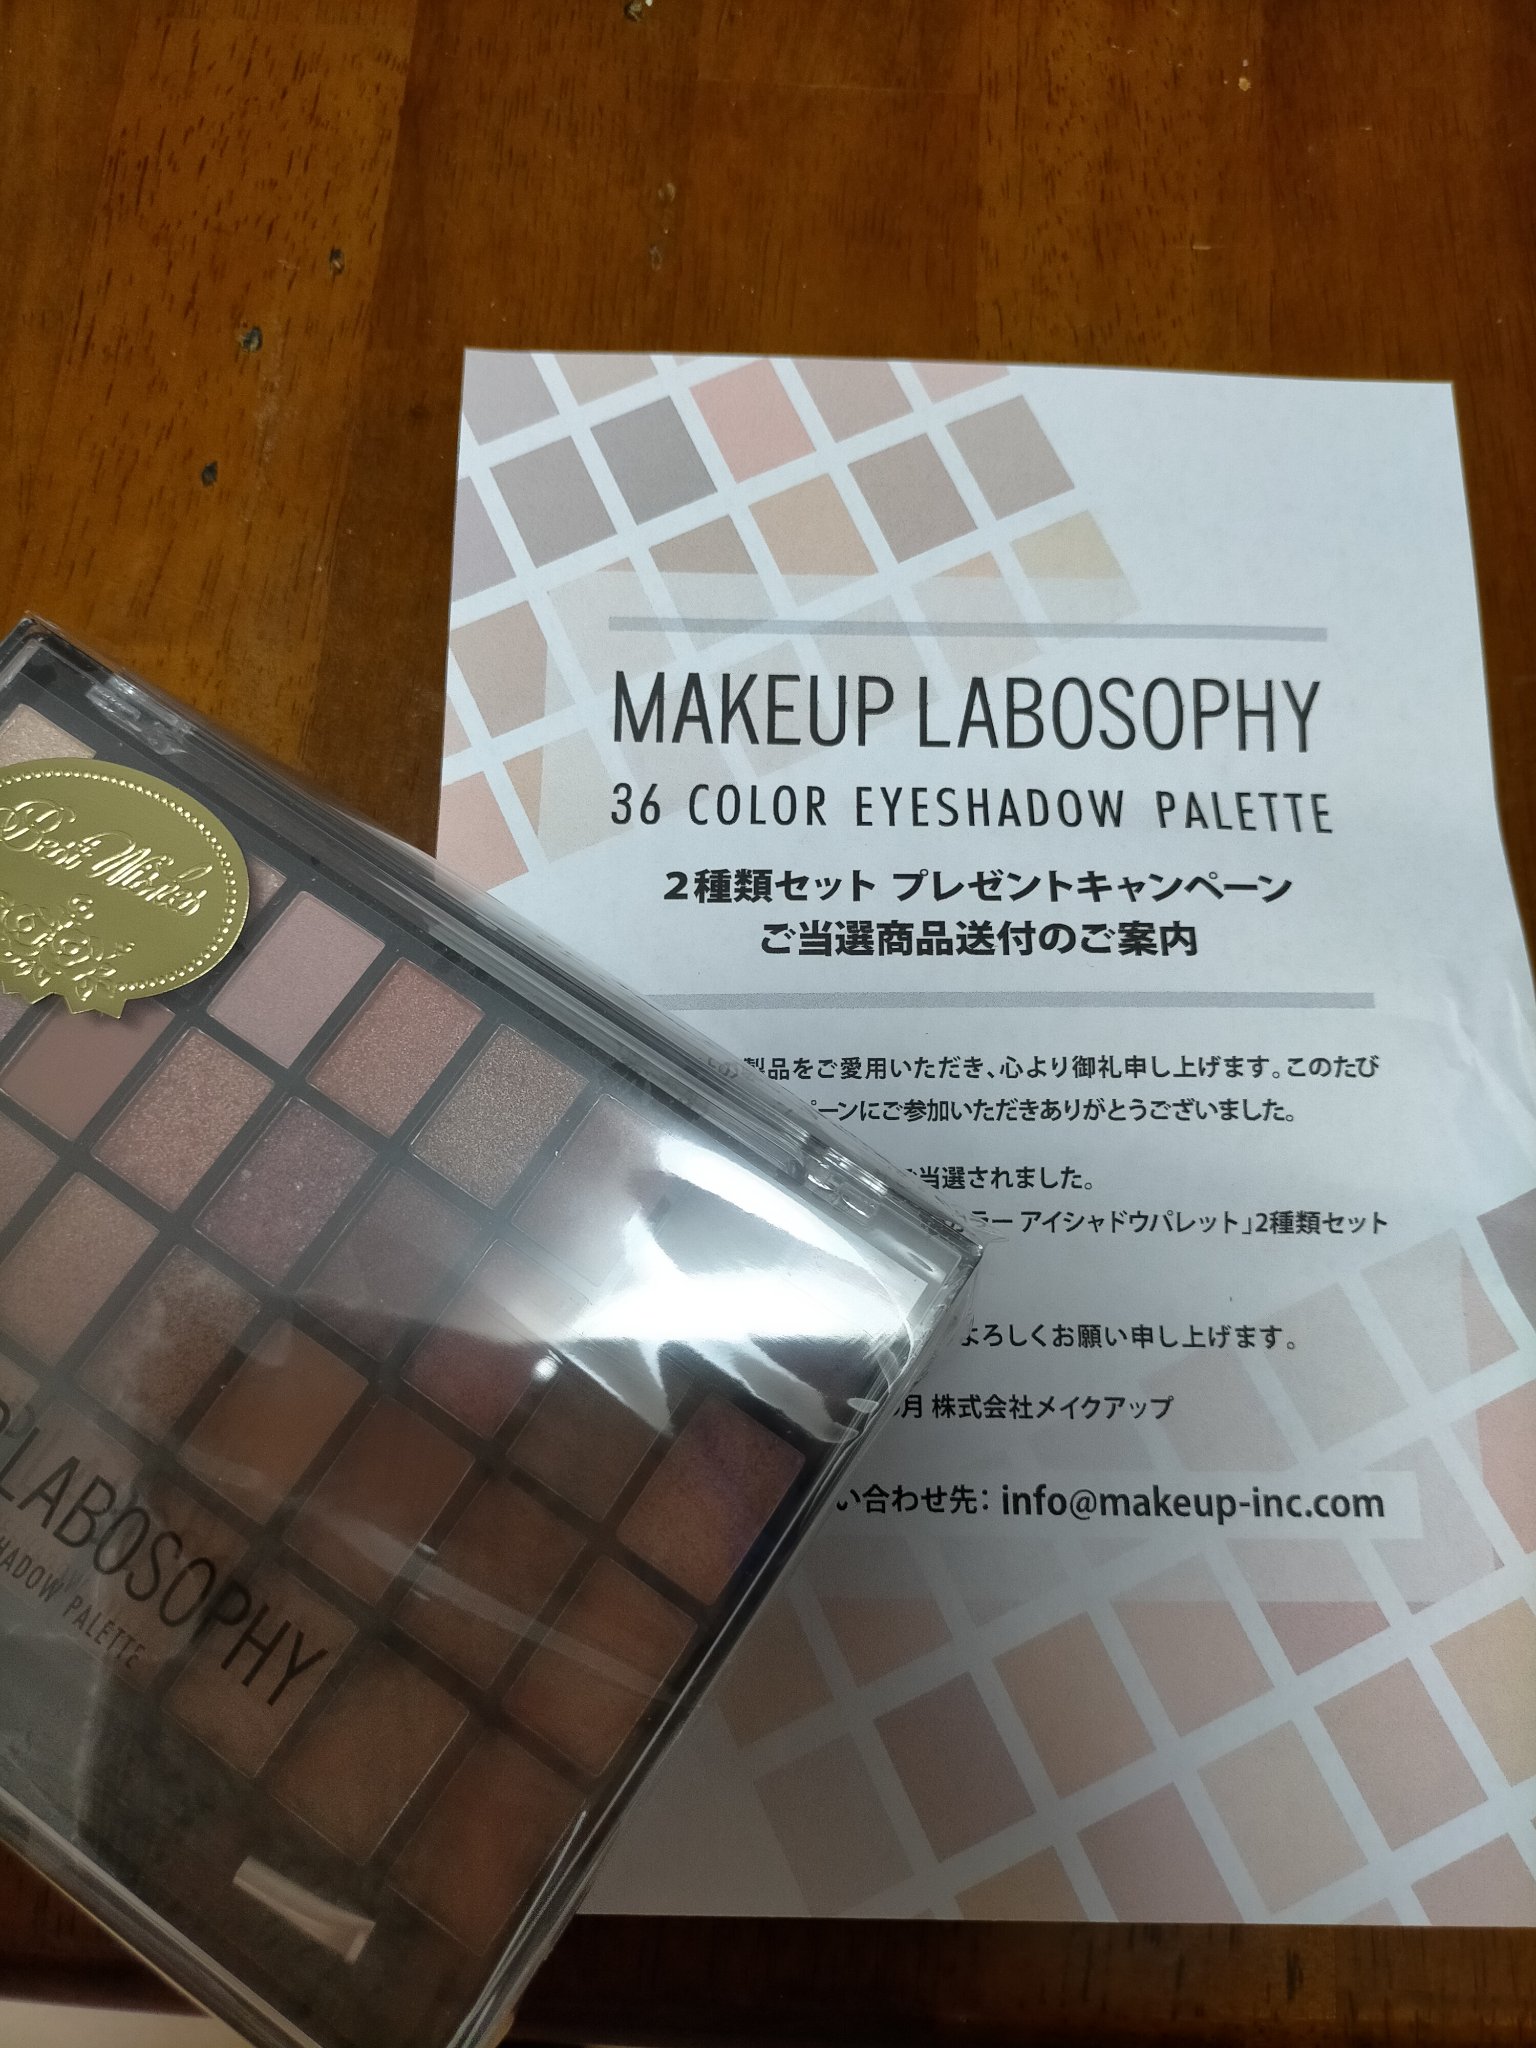 MAKEUP LABOSOPHY
36 COLOR EYESHADOW PALETTE
2種類セット プレゼントキャンペーン
ご当選商品送付のご案内
製品をご愛用いただき、心より御礼申し上げます。このたび
ペーンにご参加いただきありがとうございました。
ご当選されました。
カラー アイシャドウパレット」2種類セット
よろしくお願い申し上げます。
月 株式会社メイクアップ
い合わせ先： info@makeup-inc.com
Best Wishes
LABOSOPHY
HADOW PALETTE